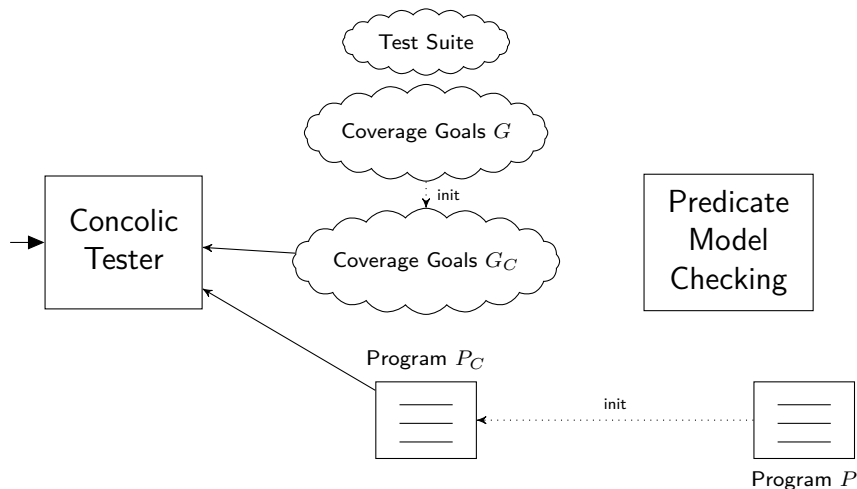 Test Suite
Coverage Goals G
init
Concolic
Tester
Coverage Goals G_C
Predicate
Model
Checking
Program P_C
init
Program P